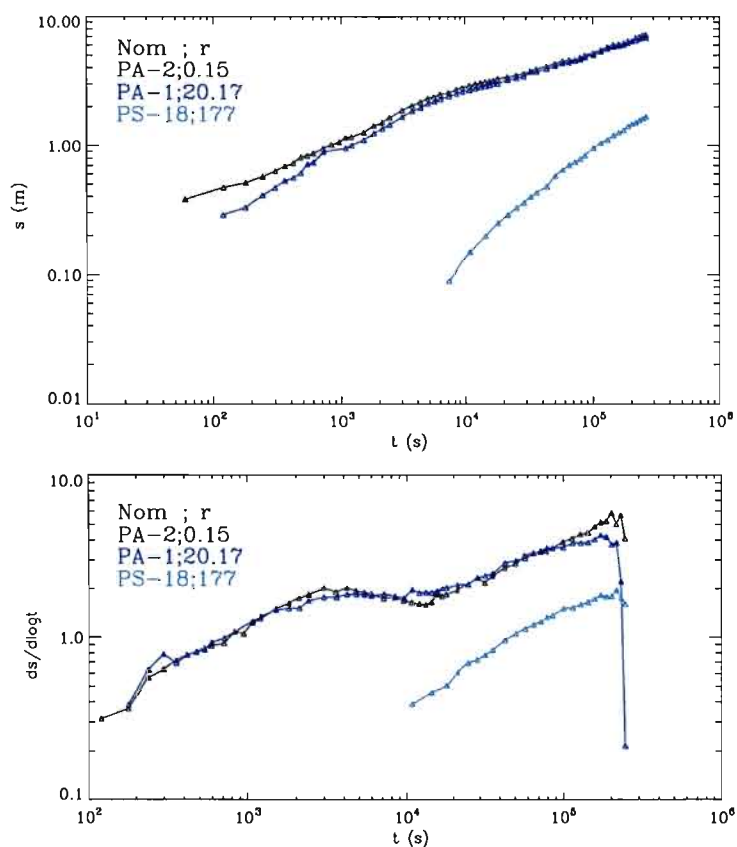 10.00
Nom ; r
PA-2;0.15
PA-1;20.17
PS-18;177
1.00
s (m)
0.10
0.01
10¹ 10² 10³ 10⁴ 10⁵ 10⁶
t (s)
10.0
Nom ; r
PA-2;0.15
PA-1;20.17
PS-18;177
1.0
ds/dlogt
0.1
10² 10³ 10⁴ 10⁵ 10⁶
t (s)